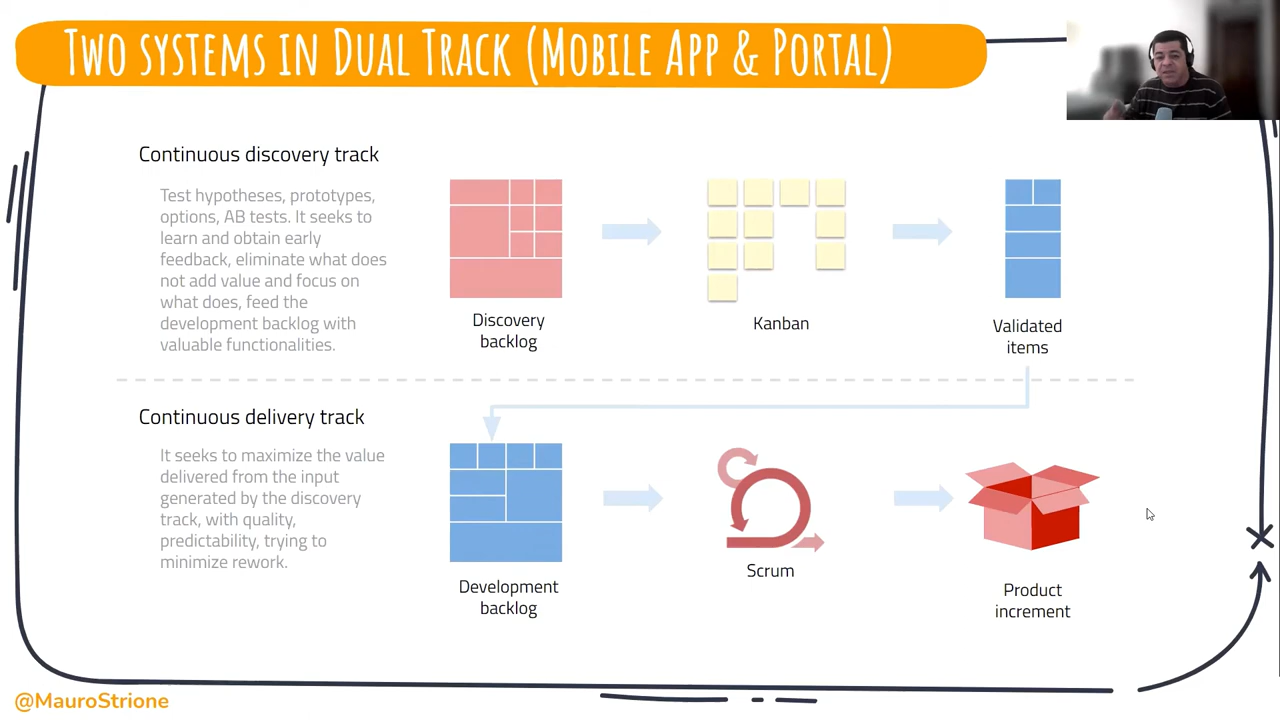 Two systems in Dual Track (Mobile App & Portal)
Continuous discovery track
Test hypotheses, prototypes,
options, AB tests. It seeks to
learn and obtain early
feedback, eliminate what does
not add value and focus on
what does, feed the
development backlog with
valuable functionalities.
Discovery
backlog
Kanban
Validated
items
Continuous delivery track
It seeks to maximize the value
delivered from the input
generated by the discovery
track, with quality,
predictability, trying to
minimize rework.
Development
backlog
Scrum
Product
increment
@MauroStrione